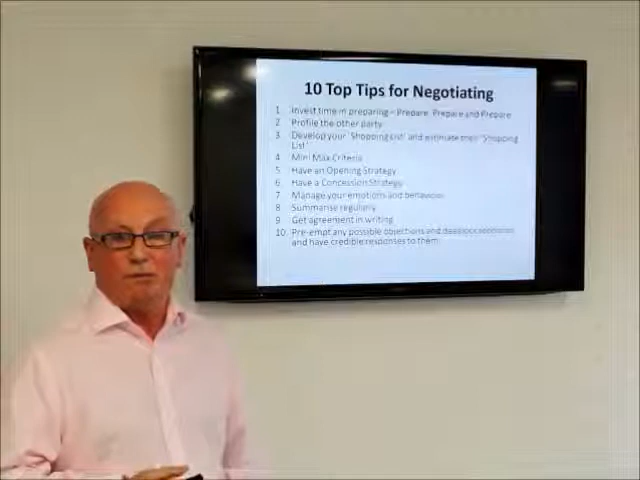 10 Top Tips for Negotiating
1 Invest time in preparing – Prepare, Prepare and Prepare
2 Profile the other party
3 Develop your 'Shopping List' and estimate their 'Shopping
List'
4 Mini Max Criteria
5 Have an Opening Strategy
6 Have a Concession Strategy
7 Manage your emotions and behaviour
8 Summarise regularly
9 Get agreement in writing
10. Pre-empt any possible objections and deadlock scenarios
and have credible responses to them